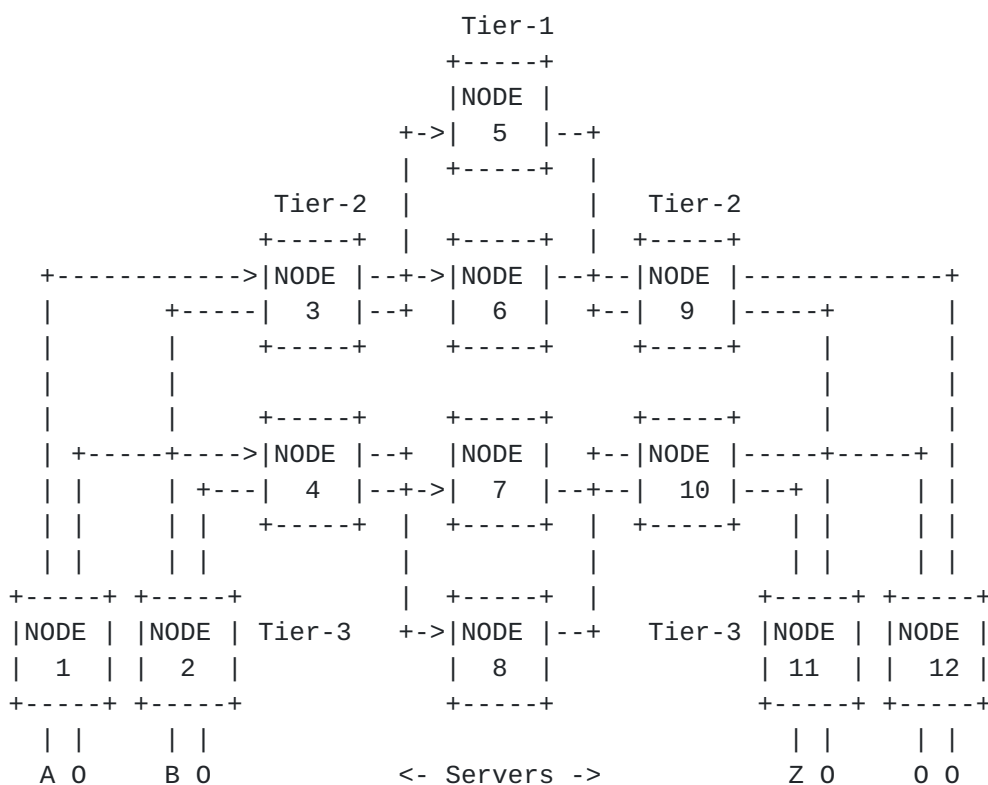 Tier-1
                            +-----+
                            |NODE |
                         +->|  5  |--+
                         |  +-----+  |
                 Tier-2  |           |   Tier-2
                +-----+  |  +-----+  |  +-----+
  +------------>|NODE |--+->|NODE |--+--|NODE |-------------+
  |       +-----|  3  |--+  |  6  |  +--|  9  |-----+       |
  |       |     +-----+     +-----+     +-----+     |       |
  |       |                                         |       |
  |       |     +-----+     +-----+     +-----+     |       |
  | +-----+---->|NODE |--+  |NODE |  +--|NODE |-----+-----+ |
  | |     | +---|  4  |--+->|  7  |--+--|  10 |---+ |     | |
  | |     | |   +-----+  |  +-----+  |  +-----+   | |     | |
  | |     | |            |           |            | |     | |
+-----+ +-----+          |  +-----+  |          +-----+ +-----+
|NODE | |NODE | Tier-3   +->|NODE |--+   Tier-3 |NODE | |NODE |
|  1  | |  2  |             |  8  |             | 11  | |  12 |
+-----+ +-----+             +-----+             +-----+ +-----+
  | |     | |                                     | |     | |
  A O     B O            <- Servers ->            Z O     O O